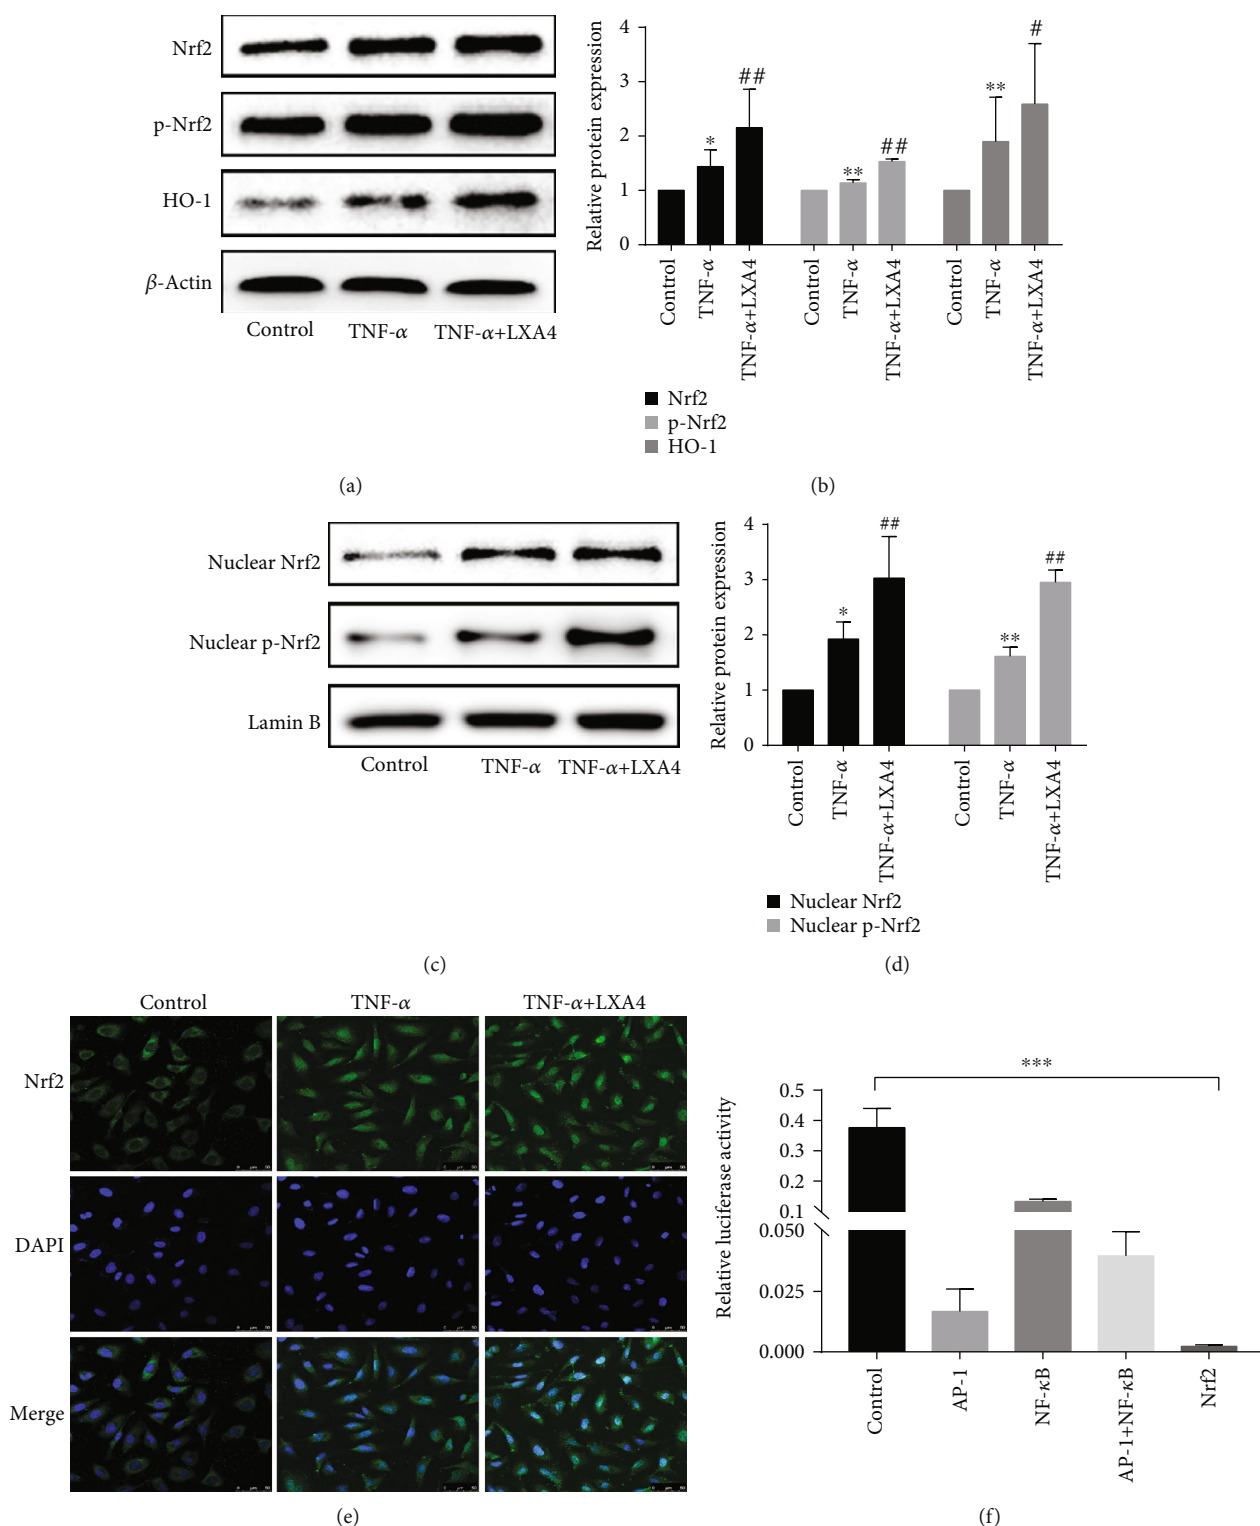 Nrf2
p-Nrf2
HO-1
β-Actin
Control TNF-α TNF-α+LXA4
(a)
Relative protein expression
4
3
2
1
0
* ## ** ## ** #
Control TNF-α TNF-α+LXA4 Control TNF-α TNF-α+LXA4 Control TNF-α TNF-α+LXA4
Nrf2
p-Nrf2
HO-1
(b)
Nuclear Nrf2
Nuclear p-Nrf2
Lamin B
Control TNF-α TNF-α+LXA4
(c)
Relative protein expression
4
3
2
1
0
* ## ** ##
Control TNF-α TNF-α+LXA4 Control TNF-α TNF-α+LXA4
Nuclear Nrf2
Nuclear p-Nrf2
(d)
Control TNF-α TNF-α+LXA4
Nrf2
DAPI
Merge
(e)
Relative luciferase activity
***
0.5
0.4
0.3
0.2
0.1
0.050
0.025
0.000
Control AP-1 NF-κB AP-1+NF-κB Nrf2
(f)